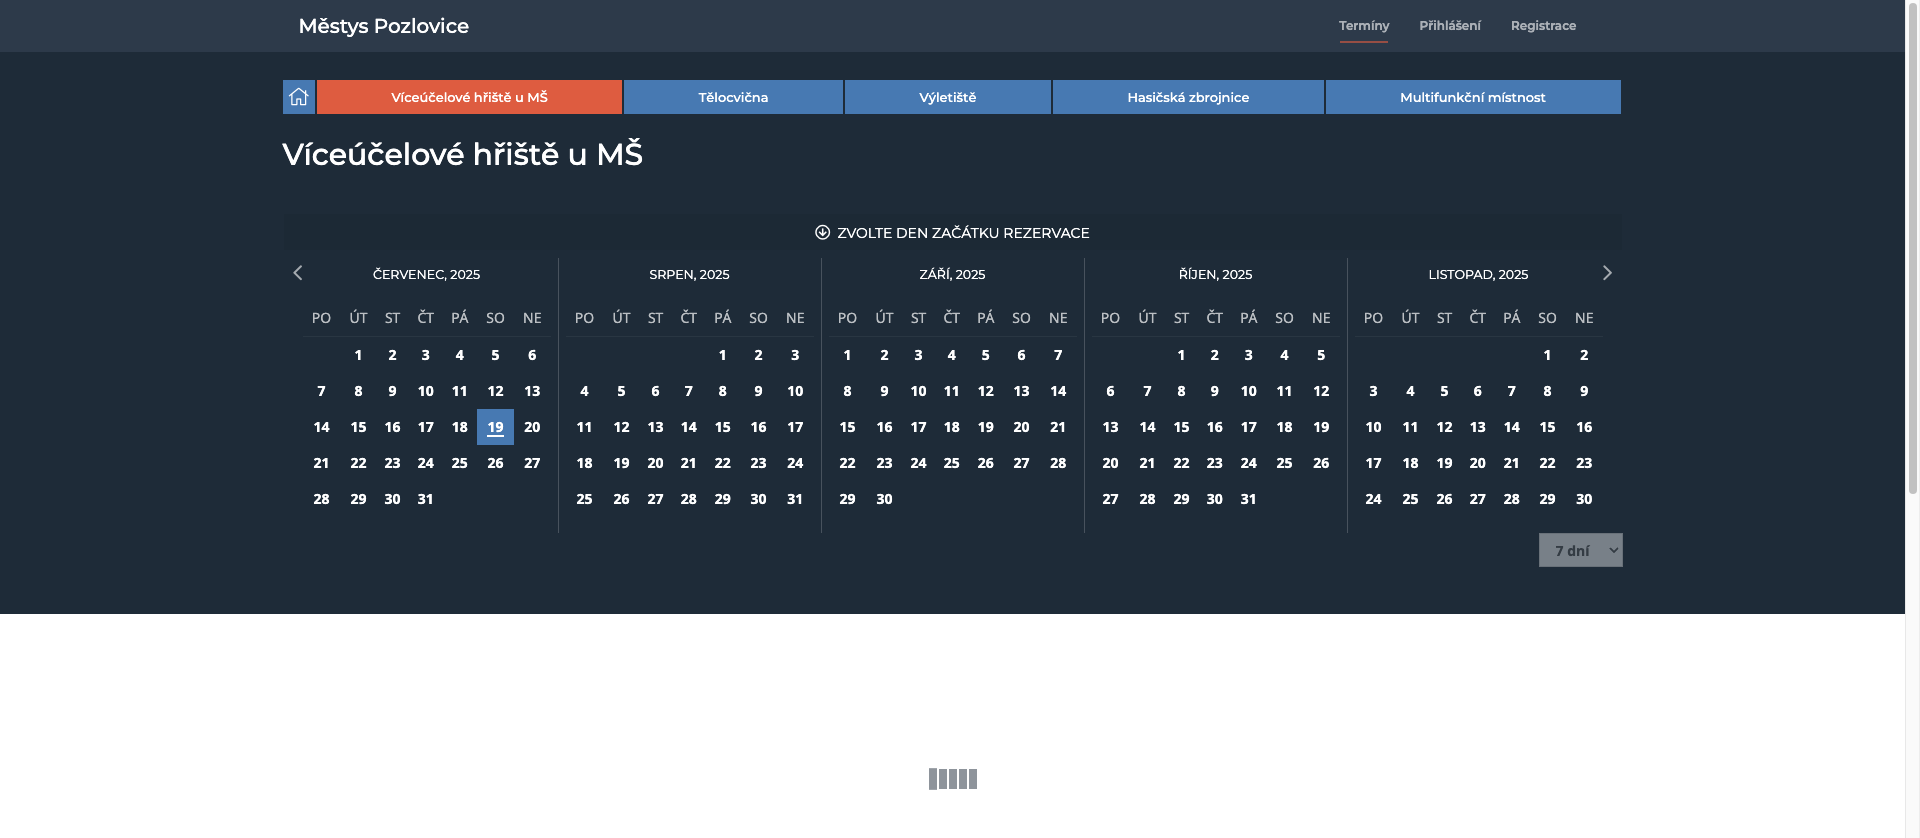 Městys Pozlovice
Termíny Přihlášení Registrace
Víceúčelové hřiště u MŠ Tělocvična Výletiště Hasičská zbrojnice Multifunkční místnost
Víceúčelové hřiště u MŠ
ZVOLTE DEN ZAČÁTKU REZERVACE
ČERVENEC, 2025
PO ÚT ST ČT PÁ SO NE
1 2 3 4 5 6
7 8 9 10 11 12 13
14 15 16 17 18 19 20
21 22 23 24 25 26 27
28 29 30 31
SRPEN, 2025
PO ÚT ST ČT PÁ SO NE
1 2 3
4 5 6 7 8 9 10
11 12 13 14 15 16 17
18 19 20 21 22 23 24
25 26 27 28 29 30 31
ZÁŘÍ, 2025
PO ÚT ST ČT PÁ SO NE
1 2 3 4 5 6 7
8 9 10 11 12 13 14
15 16 17 18 19 20 21
22 23 24 25 26 27 28
29 30
ŘÍJEN, 2025
PO ÚT ST ČT PÁ SO NE
1 2 3 4 5
6 7 8 9 10 11 12
13 14 15 16 17 18 19
20 21 22 23 24 25 26
27 28 29 30 31
LISTOPAD, 2025
PO ÚT ST ČT PÁ SO NE
1 2
3 4 5 6 7 8 9
10 11 12 13 14 15 16
17 18 19 20 21 22 23
24 25 26 27 28 29 30
7 dní